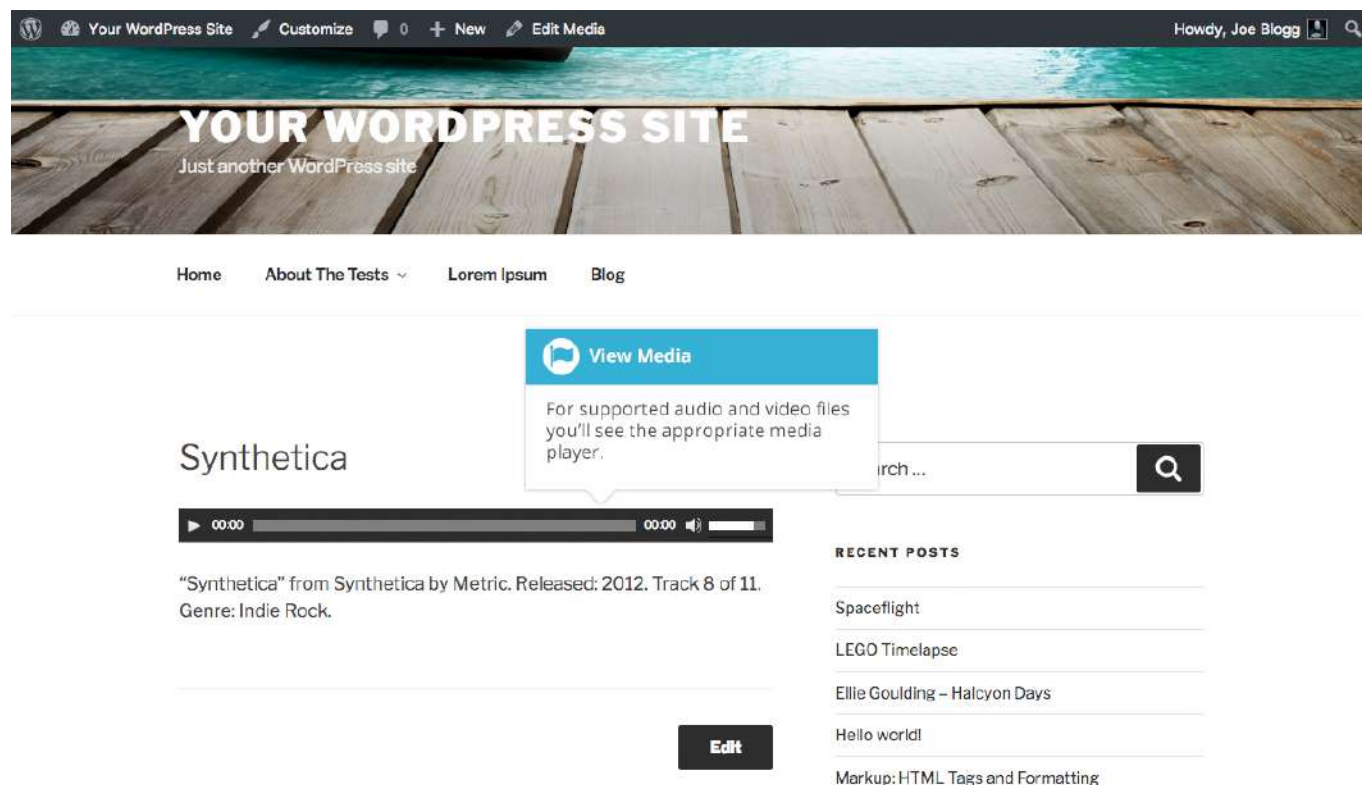 Your WordPress Site Customize 0 + New Edit Media Howdy, Joe Blogg
YOUR WORDPRESS SITE
Just another WordPress site
Home About The Tests Lorem Ipsum Blog
View Media
For supported audio and video files
you'll see the appropriate media
player.
Synthetica
00:00 00:00
“Synthetica” from Synthetica by Metric. Released: 2012. Track 8 of 11.
Genre: Indie Rock.
Edit
rch ...
RECENT POSTS
Spaceflight
LEGO Timelapse
Ellie Goulding – Halcyon Days
Hello world!
Markup: HTML Tags and Formatting